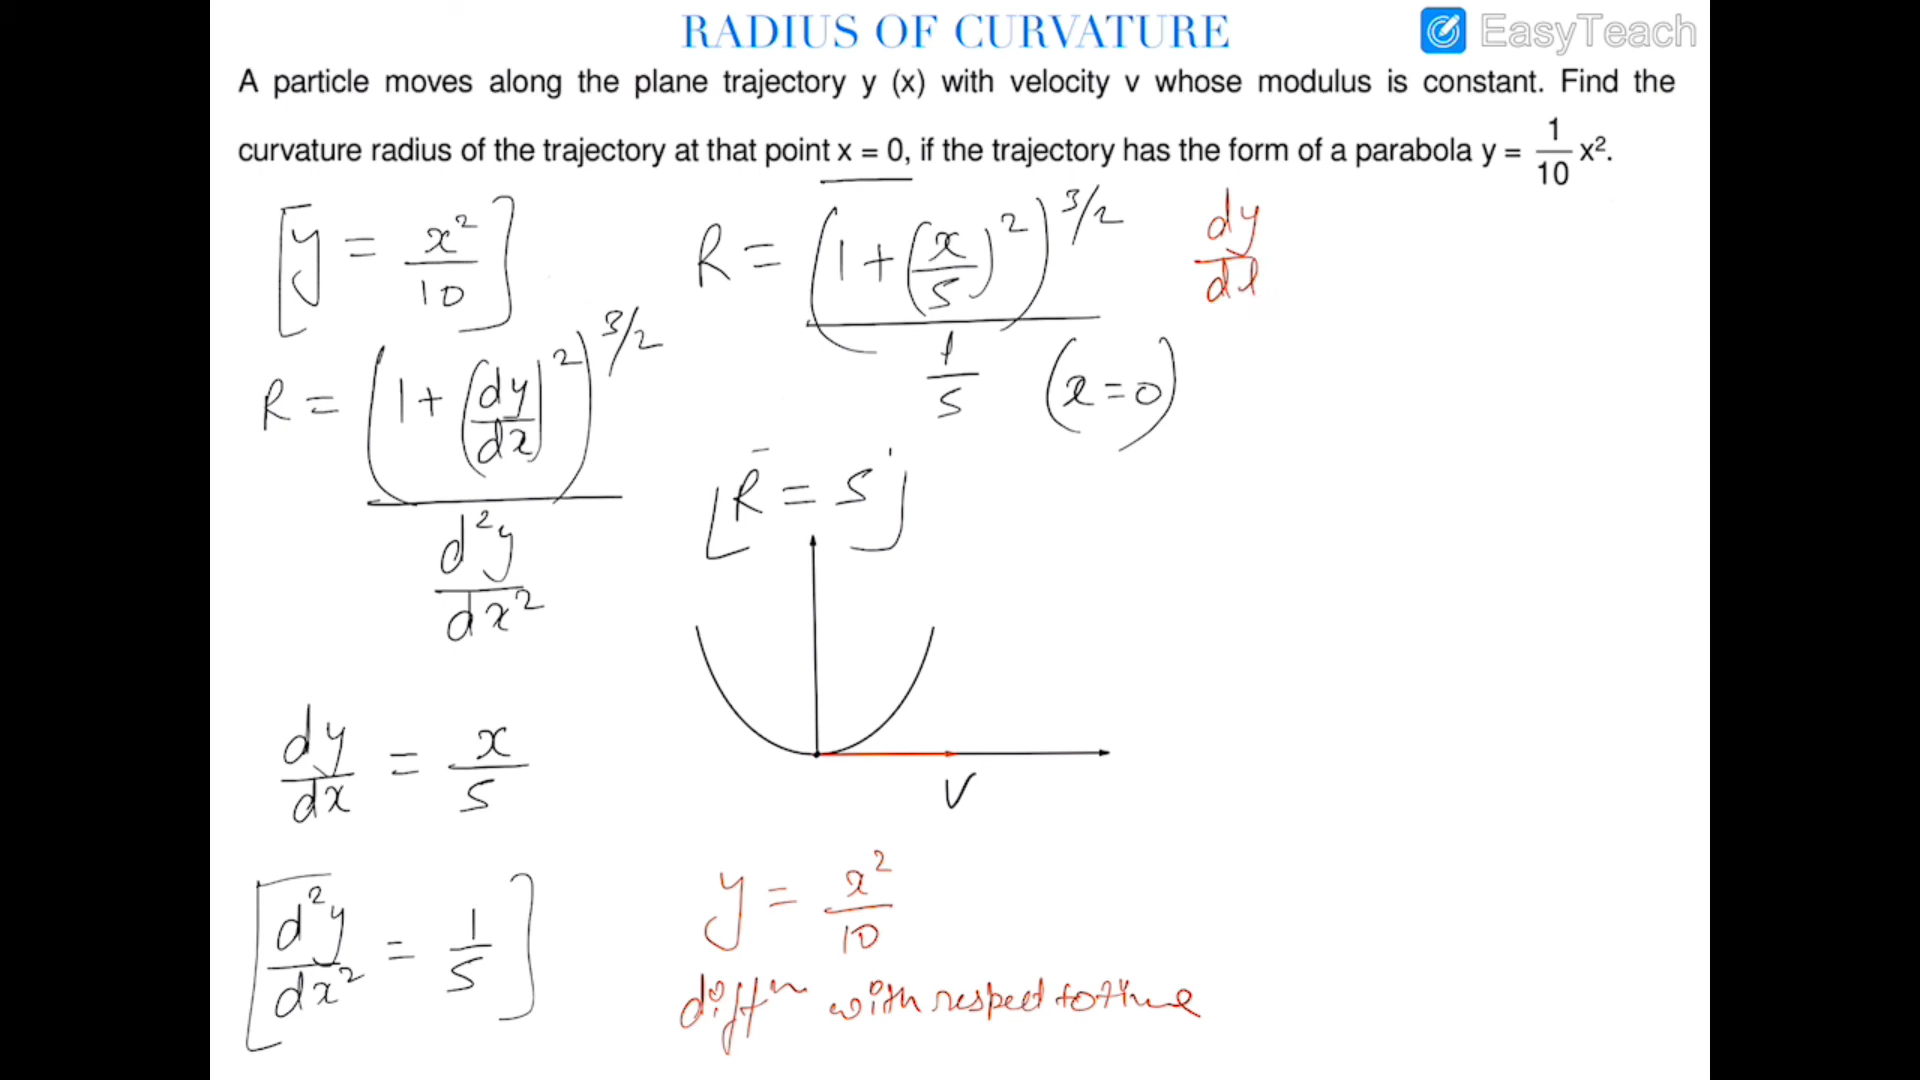 RADIUS OF CURVATURE
EasyTeach
A particle moves along the plane trajectory y (x) with velocity v whose modulus is constant. Find the
curvature radius of the trajectory at that point x = 0, if the trajectory has the form of a parabola y = 1/10 x².
[y = x²/10]
R = (1 + (dy/dx)²)^3/2 / d²y/dx²
dy/dx = x/5
[d²y/dx² = 1/5]
R = (1 + (x/5)²)^3/2 / 1/5 (x=0)
[R = 5]
V
y = x²/10
diffn with respect to time